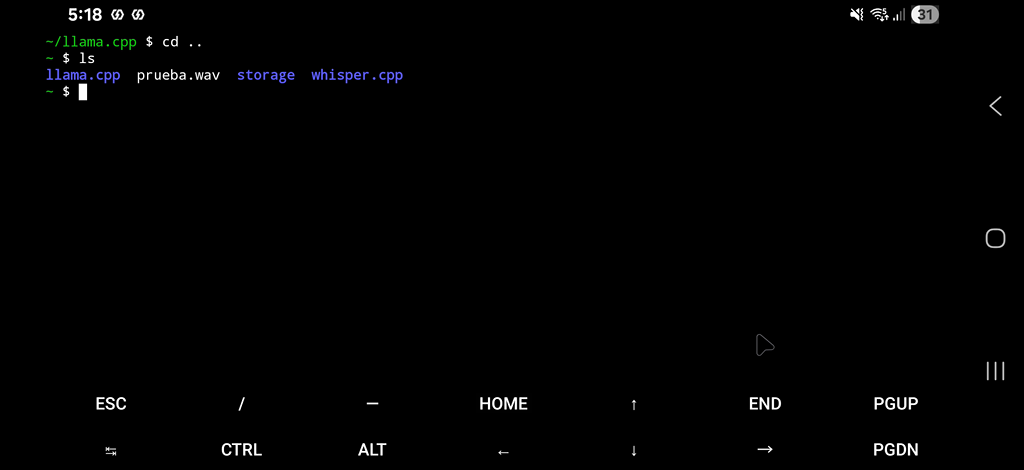 5:18 31
~/llama.cpp $ cd ..
~ $ ls
llama.cpp prueba.wav storage whisper.cpp
~ $
ESC / — HOME ↑ END PGUP
↹ CTRL ALT ← ↓ → PGDN